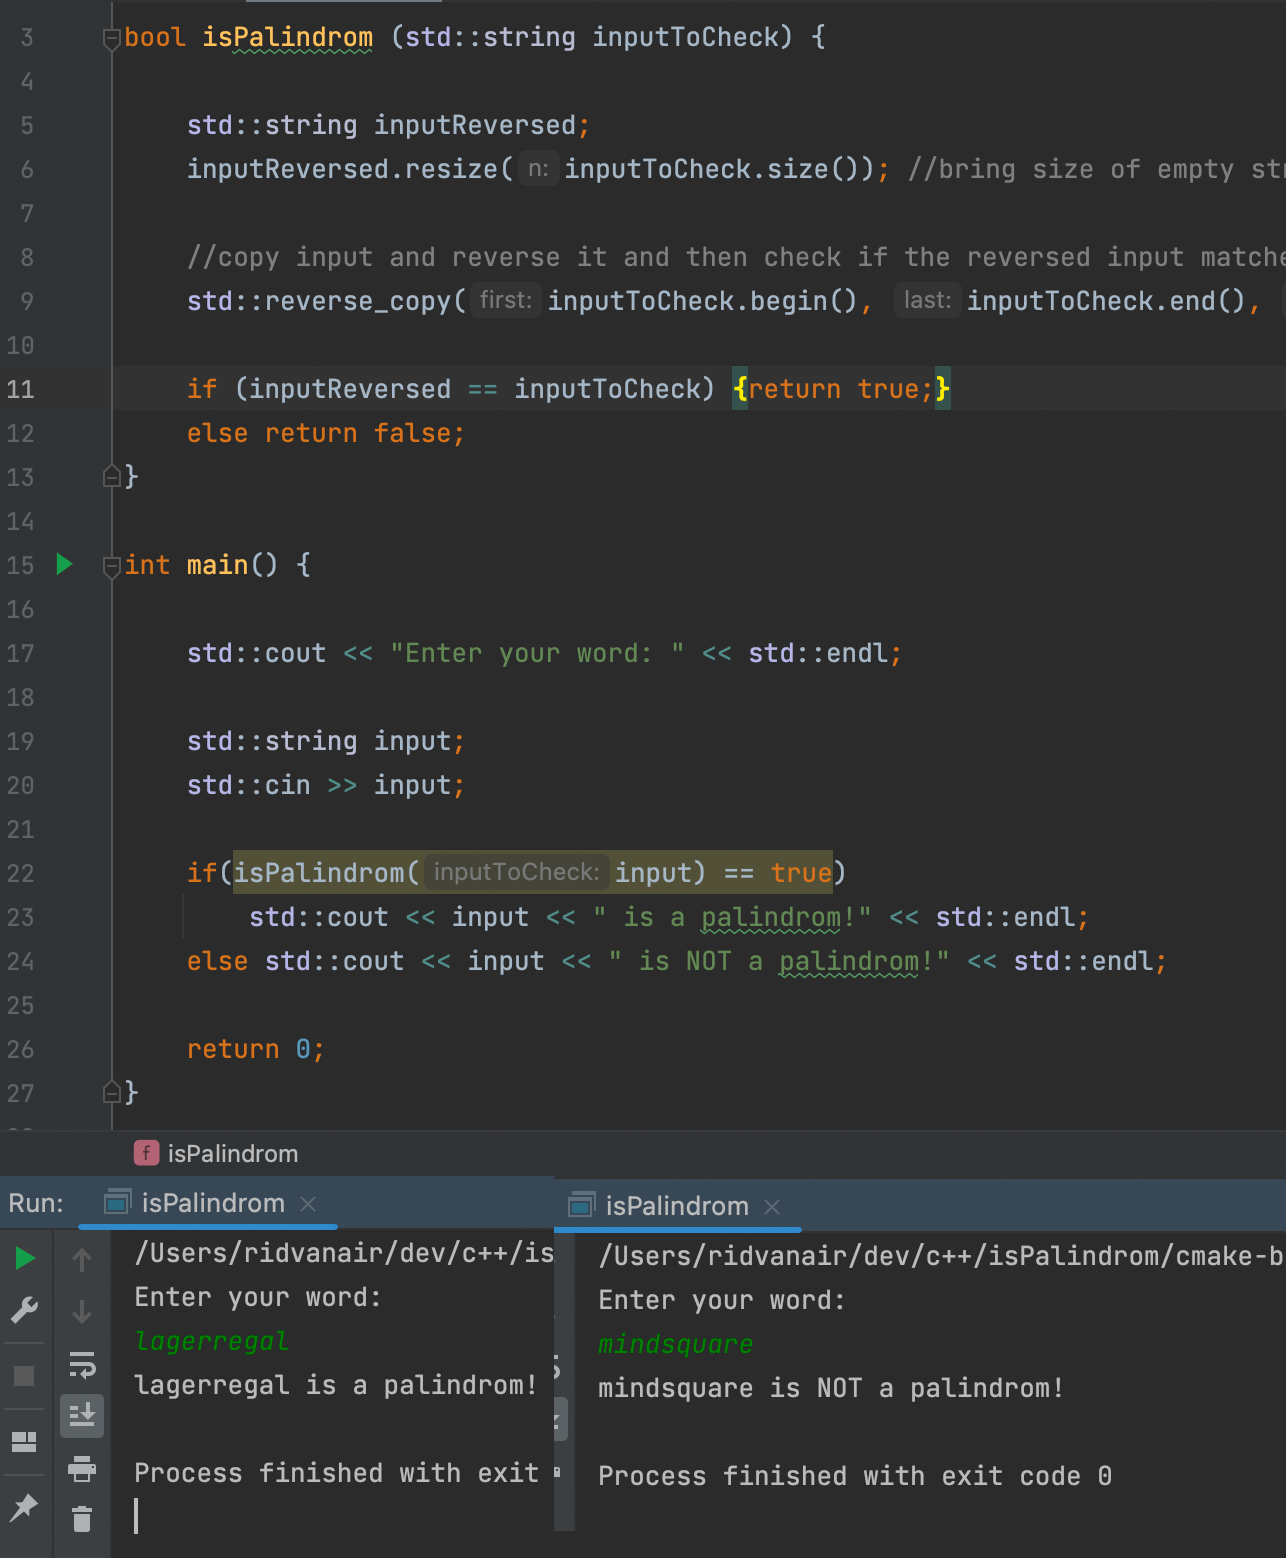 3 bool isPalindrom (std::string inputToCheck) {
4
5 std::string inputReversed;
6 inputReversed.resize( n: inputToCheck.size()); //bring size of empty
7
8 //copy input and reverse it and then check if the reversed input
9 std::reverse_copy( first: inputToCheck.begin(), last: inputToCheck.end(),
10
11 if (inputReversed == inputToCheck) {return true;}
12 else return false;
13 }
14
15 int main() {
16
17 std::cout << "Enter your word: " << std::endl;
18
19 std::string input;
20 std::cin >> input;
21
22 if(isPalindrom( inputToCheck: input) == true)
23 std::cout << input << " is a palindrom!" << std::endl;
24 else std::cout << input << " is NOT a palindrom!" << std::endl;
25
26 return 0;
27 }
f isPalindrom
Run: isPalindrom
/Users/ridvanair/dev/c++/is
Enter your word:
lagerregal
lagerregal is a palindrom!
Process finished with exit
isPalindrom
/Users/ridvanair/dev/c++/isPalindrom/cmake-b
Enter your word:
mindsquare
mindsquare is NOT a palindrom!
Process finished with exit code 0